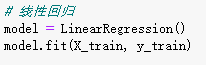 # 线性回归
model = LinearRegression()
model.fit(X_train, y_train)